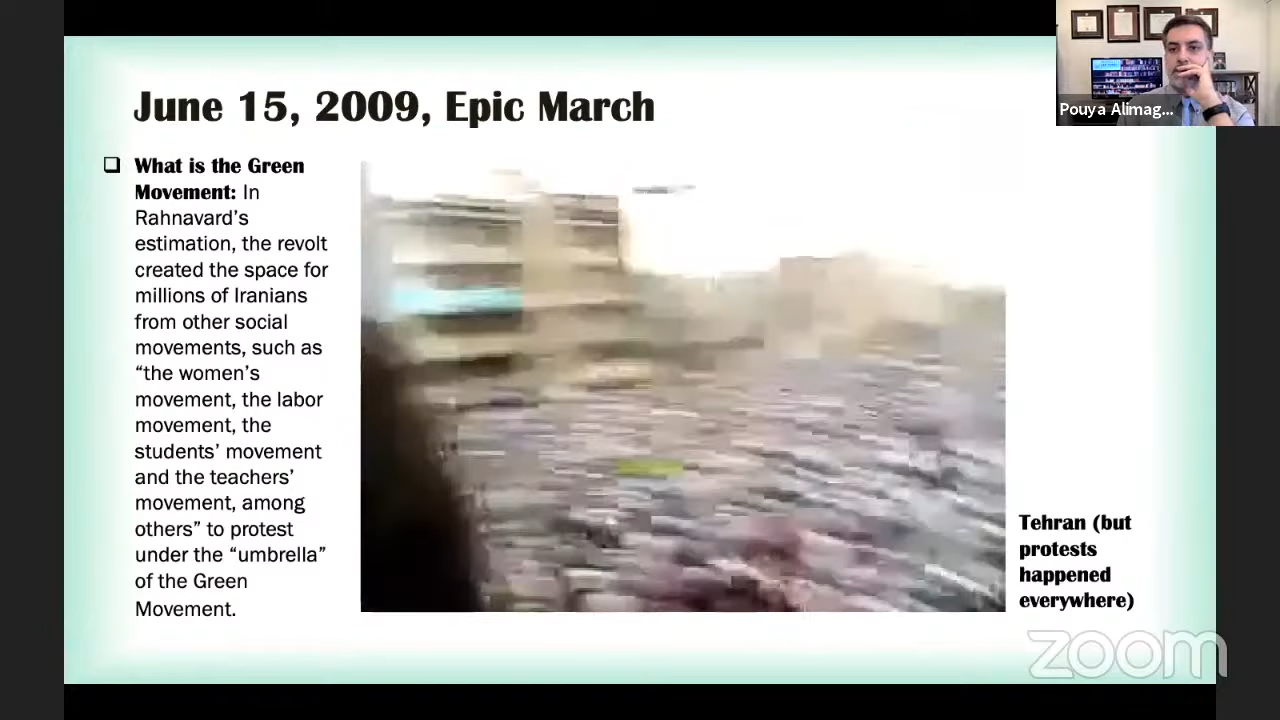 June 15, 2009, Epic March
❑ What is the Green
Movement: In
Rahnavard’s
estimation, the revolt
created the space for
millions of Iranians
from other social
movements, such as
“the women’s
movement, the labor
movement, the
students’ movement
and the teachers’
movement, among
others” to protest
under the “umbrella”
of the Green
Movement.
Tehran (but
protests
happened
everywhere)
Pouya Alimag...
zoom